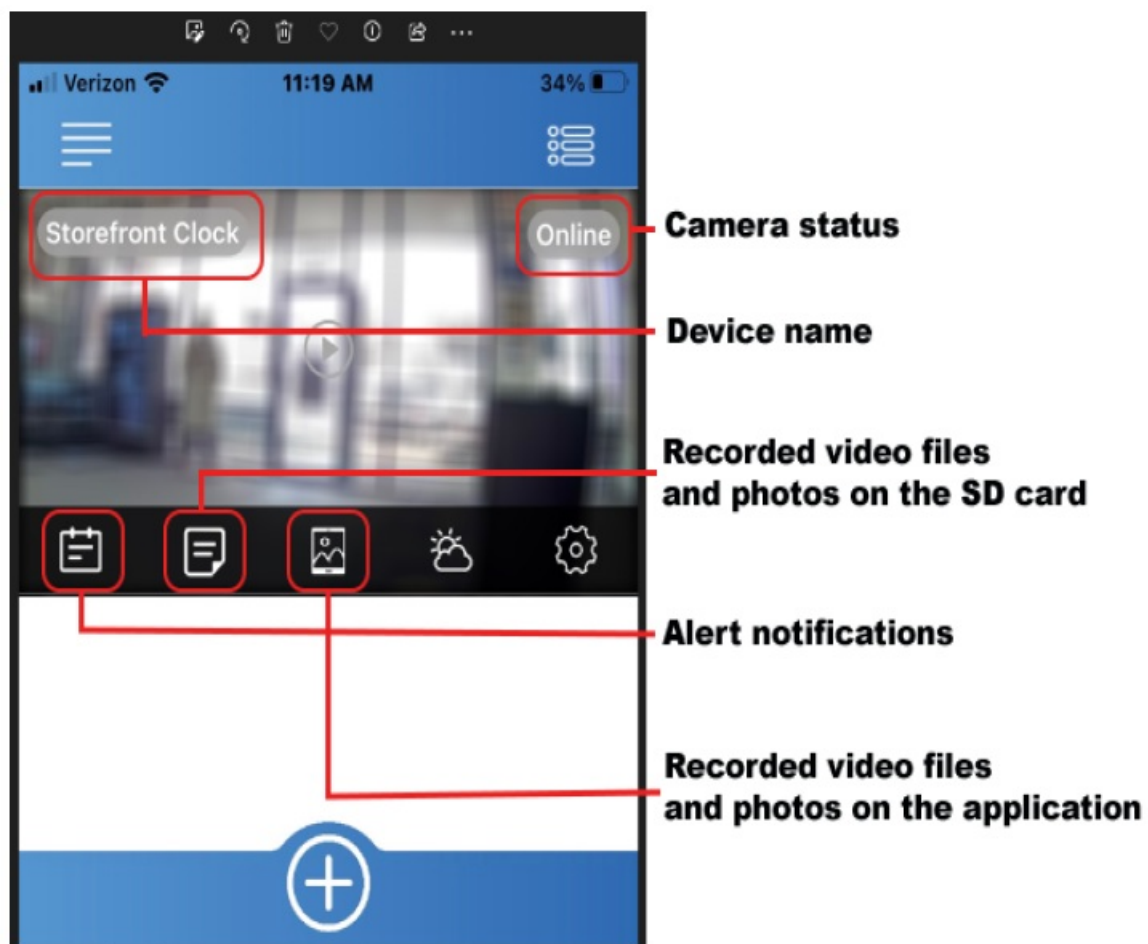 Verizon 11:19 AM 34%
Storefront Clock Online
Camera status
Device name
Recorded video files
and photos on the SD card
Alert notifications
Recorded video files
and photos on the application